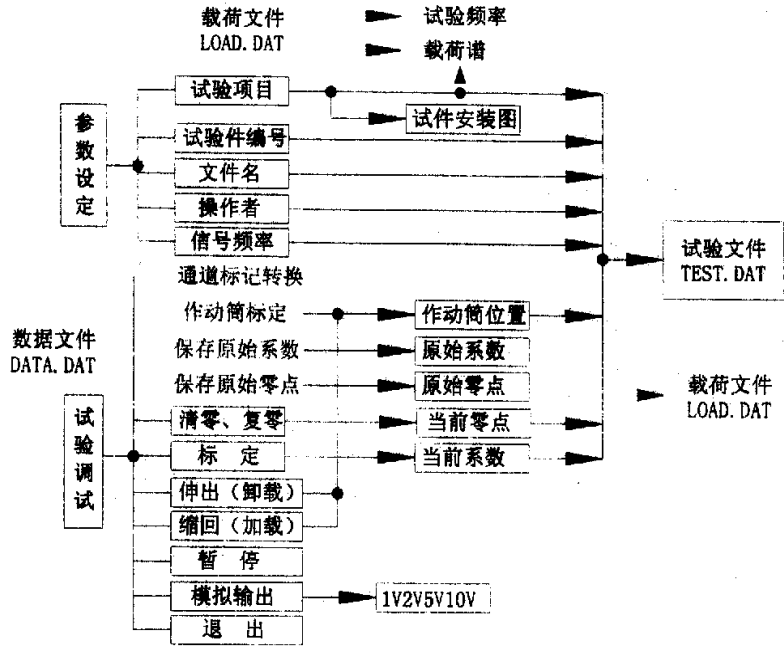 载荷文件
LOAD.DAT
试验频率
载荷谱
参数设定
试验项目
试件安装图
试验件编号
文件名
操作者
信号频率
试验文件
TEST.DAT
通道标记转换
作动筒标定
作动筒位置
数据文件
DATA.DAT
保存原始系数
原始系数
保存原始零点
原始零点
载荷文件
LOAD.DAT
试验调试
清零、复零
当前零点
标 定
当前系数
伸出(卸载)
缩回(加载)
暂 停
模拟输出
1V2V5V10V
退 出